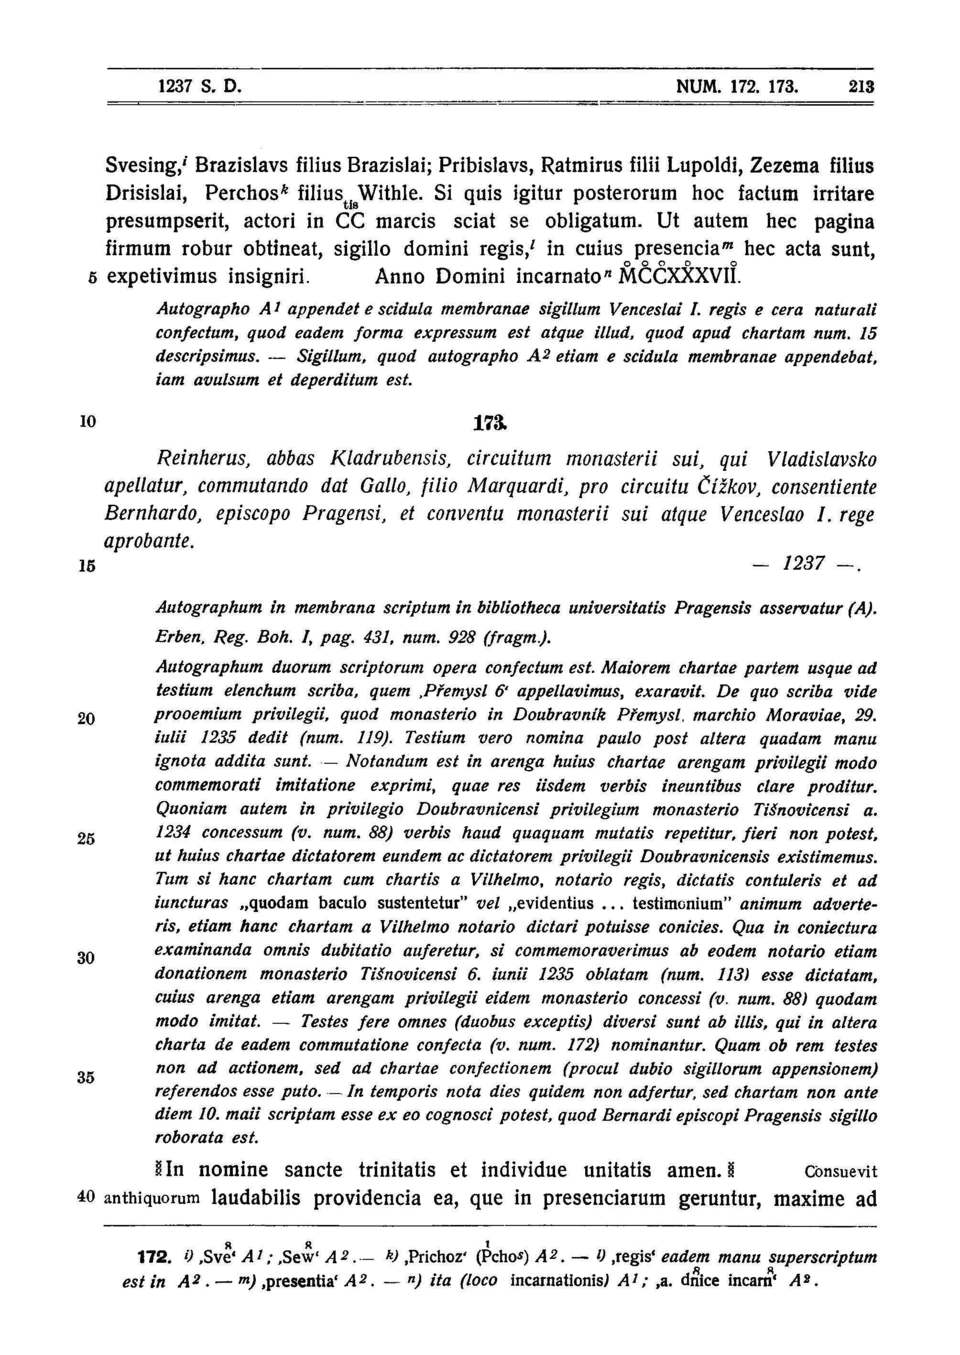 1237 S. D. NUM. 172. 173. 213
Svesing,ⁱ Brazislavs filius Brazislai; Pribislavs, Ratmirus filii Lupoldi, Zezema filius
Drisislai, Perchosᵏ filius Withle. Si quis igitur posterorum hoc factum irritare
presumpserit, actori in C̋C̋ᵗⁱˢ marcis sciat se obligatum. Ut autem hec pagina
firmum robur obtineat, sigillo domini regis,ˡ in cuius presenciaᵐ hec acta sunt,
5 expetivimus insigniri. Anno Domini incarnatoⁿ M̊C̊C̊XX̊XVII̊.
Autographo A1 appendet e scidula membranae sigillum Venceslai I. regis e cera naturali
confectum, quod eadem forma expressum est atque illud, quod apud chartam num. 15
descripsimus. — Sigillum, quod autographo A2 etiam e scidula membranae appendebat,
iam avulsum et deperditum est.
10 173.
Reinherus, abbas Kladrubensis, circuitum monasterii sui, qui Vladislavsko
apellatur, commutando dat Gallo, filio Marquardi, pro circuitu Čížkov, consentiente
Bernhardo, episcopo Pragensi, et conventu monasterii sui atque Venceslao I. rege
aprobante.
15 — 1237 —.
Autographum in membrana scriptum in bibliotheca universitatis Pragensis asservatur (A).
Erben, Reg. Boh. I, pag. 431, num. 928 (fragm.).
Autographum duorum scriptorum opera confectum est. Maiorem chartae partem usque ad
testium elenchum scriba, quem ‚Přemysl 6‘ appellavimus, exaravit. De quo scriba vide
20 prooemium privilegii, quod monasterio in Doubravník Přemysl, marchio Moraviae, 29.
iulii 1235 dedit (num. 119). Testium vero nomina paulo post altera quadam manu
ignota addita sunt. — Notandum est in arenga huius chartae arengam privilegii modo
commemorati imitatione exprimi, quae res iisdem verbis ineuntibus clare proditur.
Quoniam autem in privilegio Doubravnicensi privilegium monasterio Tišnovicensi a.
25 1234 concessum (v. num. 88) verbis haud quaquam mutatis repetitur, fieri non potest,
ut huius chartae dictatorem eundem ac dictatorem privilegii Doubravnicensis existimemus.
Tum si hanc chartam cum chartis a Vilhelmo, notario regis, dictatis contuleris et ad
iuncturas „quodam baculo sustentetur” vel „evidentius ... testimonium” animum adverte-
ris, etiam hanc chartam a Vilhelmo notario dictari potuisse conicies. Qua in coniectura
30 examinanda omnis dubitatio auferetur, si commemoraverimus ab eodem notario etiam
donationem monasterio Tišnovicensi 6. iunii 1235 oblatam (num. 113) esse dictatam,
cuius arenga etiam arengam privilegii eidem monasterio concessi (v. num. 88) quodam
modo imitat. — Testes fere omnes (duobus exceptis) diversi sunt ab illis, qui in altera
charta de eadem commutatione confecta (v. num. 172) nominantur. Quam ob rem testes
35 non ad actionem, sed ad chartae confectionem (procul dubio sigillorum appensionem)
referendos esse puto. — In temporis nota dies quidem non adfertur, sed chartam non ante
diem 10. maii scriptam esse ex eo cognosci potest, quod Bernardi episcopi Pragensis sigillo
roborata est.
In nomine sancte trinitatis et individue unitatis amen. Consuevit
40 anthiquorum laudabilis providencia ea, que in presenciarum geruntur, maxime ad
172. i) ‚Sve‘ A1; ‚Sew‘ A2. — k) ‚Prichoz‘ (Pchos) A2. — l) ‚regis‘ eadem manu superscriptum
est in A2. — m) ‚presentia‘ A2. — n) ita (loco incarnationis) A1; ‚a. dnice incarn‘ A2.